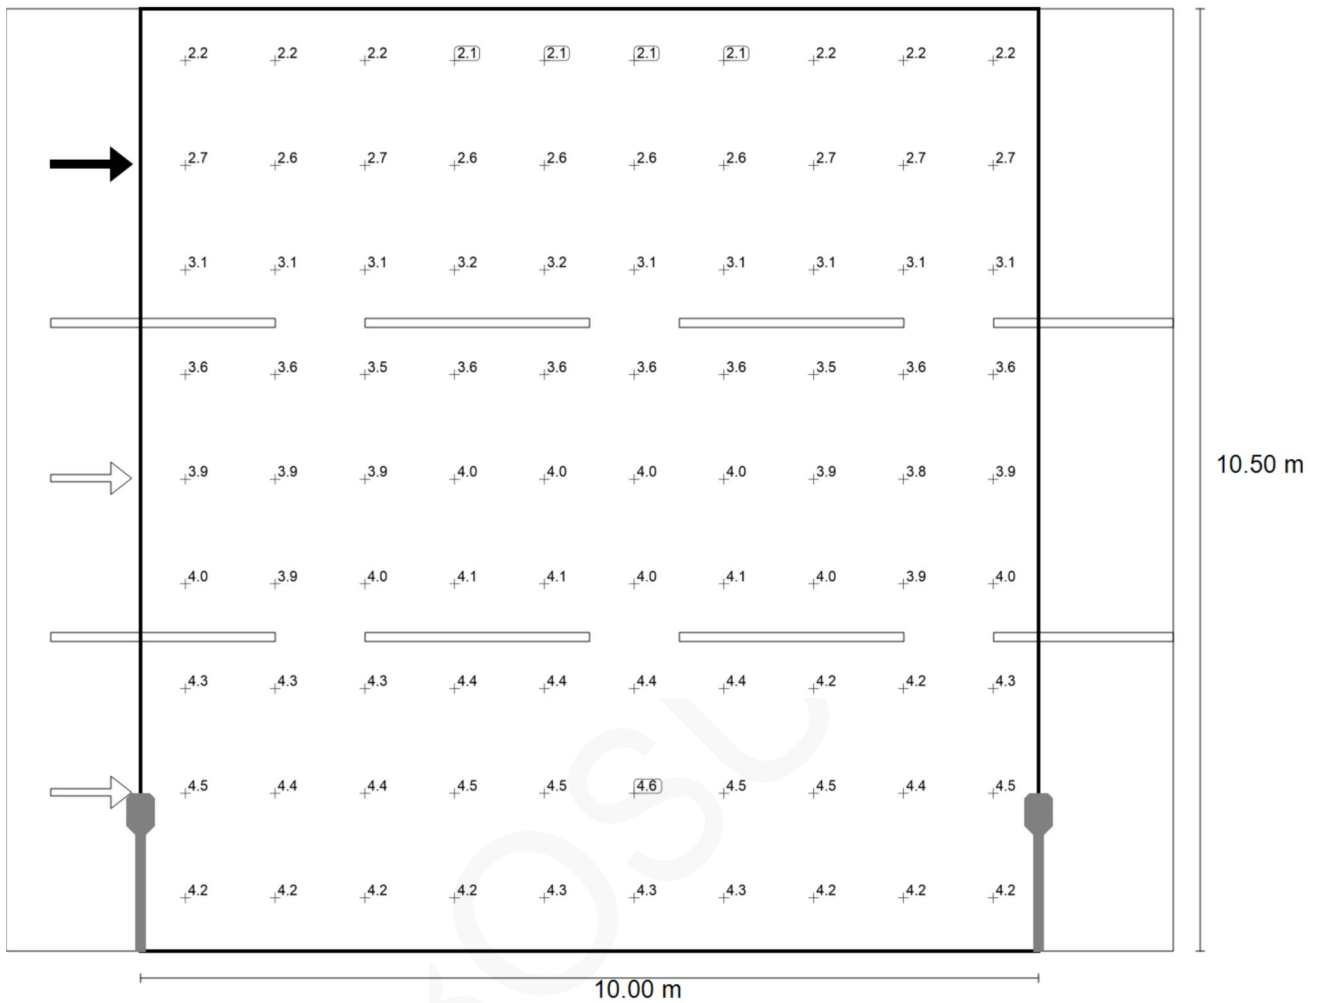 2.2 2.2 2.2 2.1 2.1 2.1 2.1 2.2 2.2 2.2
2.7 2.6 2.7 2.6 2.6 2.6 2.6 2.7 2.7 2.7
3.1 3.1 3.1 3.2 3.2 3.1 3.1 3.1 3.1 3.1
3.6 3.6 3.5 3.6 3.6 3.6 3.6 3.5 3.6 3.6
3.9 3.9 3.9 4.0 4.0 4.0 4.0 3.9 3.8 3.9
10.50 m
4.0 3.9 4.0 4.1 4.1 4.0 4.1 4.0 3.9 4.0
4.3 4.3 4.3 4.4 4.4 4.4 4.4 4.2 4.2 4.3
4.5 4.4 4.4 4.5 4.5 4.6 4.5 4.5 4.4 4.5
4.2 4.2 4.2 4.2 4.3 4.3 4.3 4.2 4.2 4.2
10.00 m